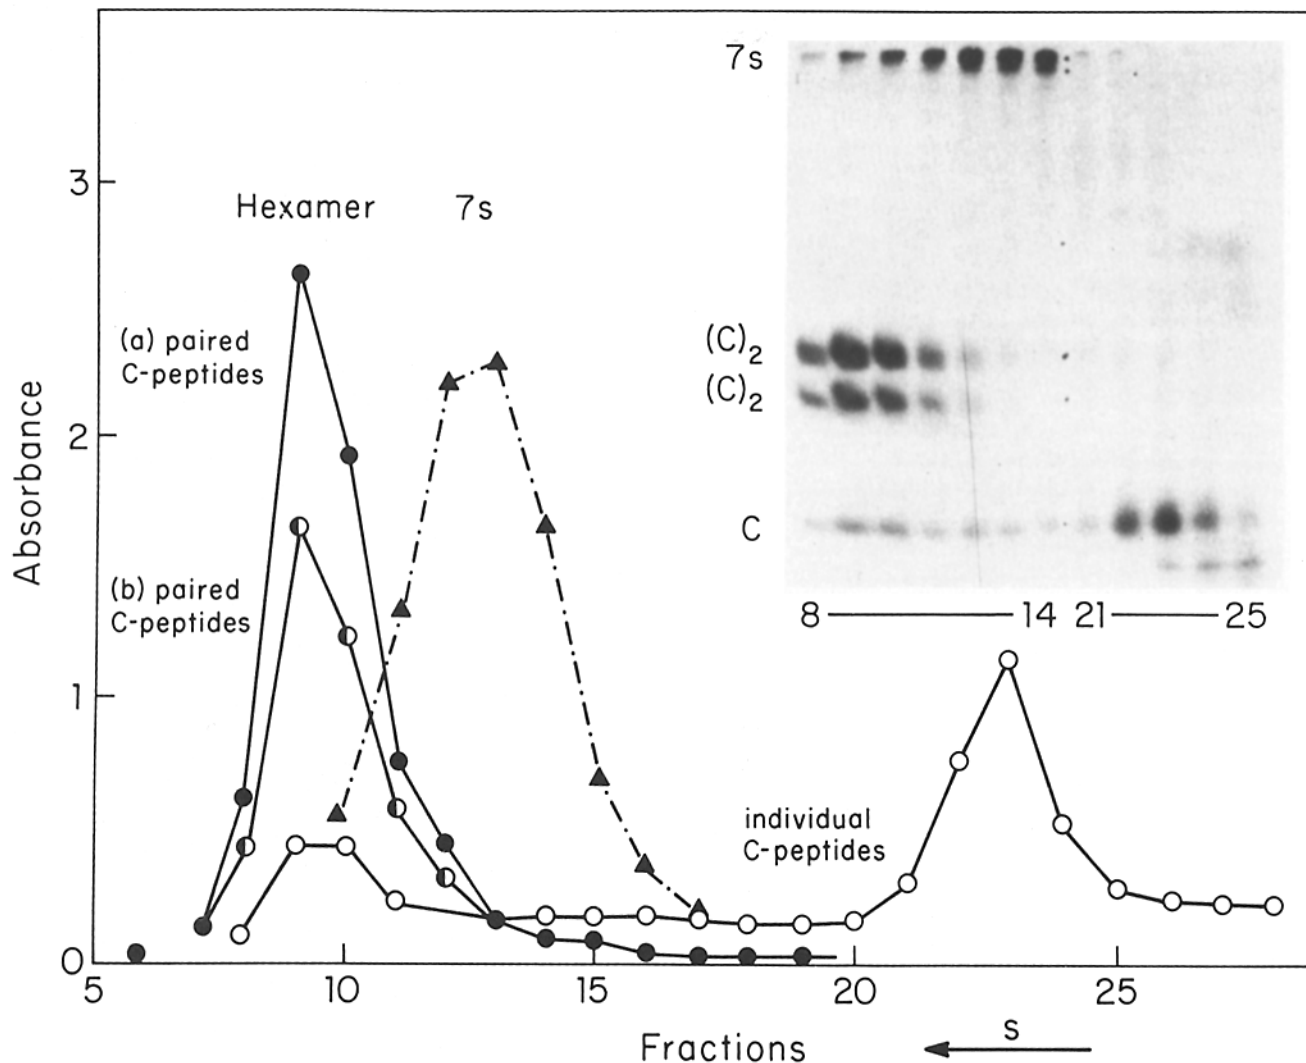 Absorbance
3
2
1
0
Hexamer
7s
(a) paired
C-peptides
(b) paired
C-peptides
individual
C-peptides
7s
(C)2
(C)2
C
8 14 21 25
5 10 15 20 25
Fractions
s